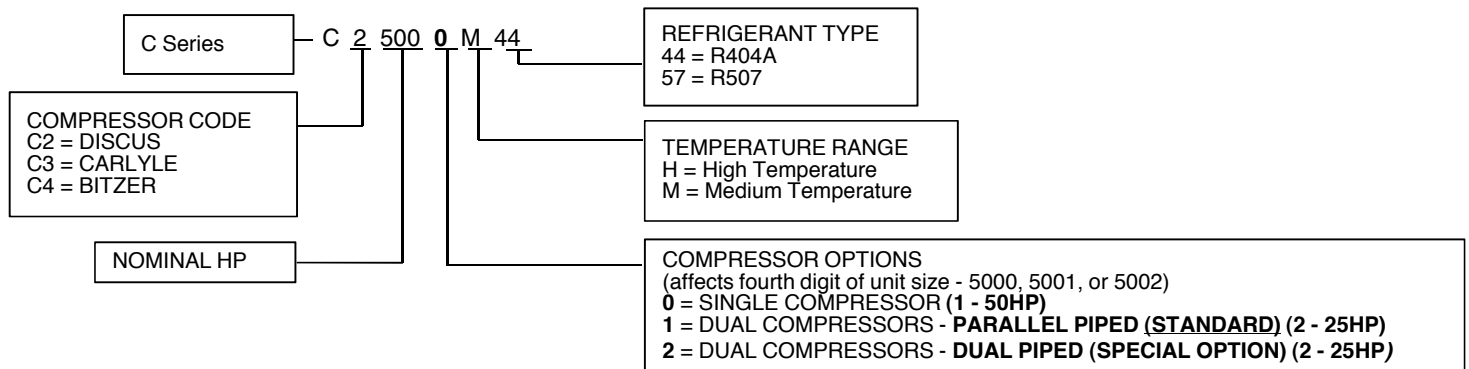 C Series
C 2 500 0 M 44
REFRIGERANT TYPE
44 = R404A
57 = R507
COMPRESSOR CODE
C2 = DISCUS
C3 = CARLYLE
C4 = BITZER
TEMPERATURE RANGE
H = High Temperature
M = Medium Temperature
NOMINAL HP
COMPRESSOR OPTIONS
(affects fourth digit of unit size - 5000, 5001, or 5002)
0 = SINGLE COMPRESSOR (1 - 50HP)
1 = DUAL COMPRESSORS - PARALLEL PIPED (STANDARD) (2 - 25HP)
2 = DUAL COMPRESSORS - DUAL PIPED (SPECIAL OPTION) (2 - 25HP)